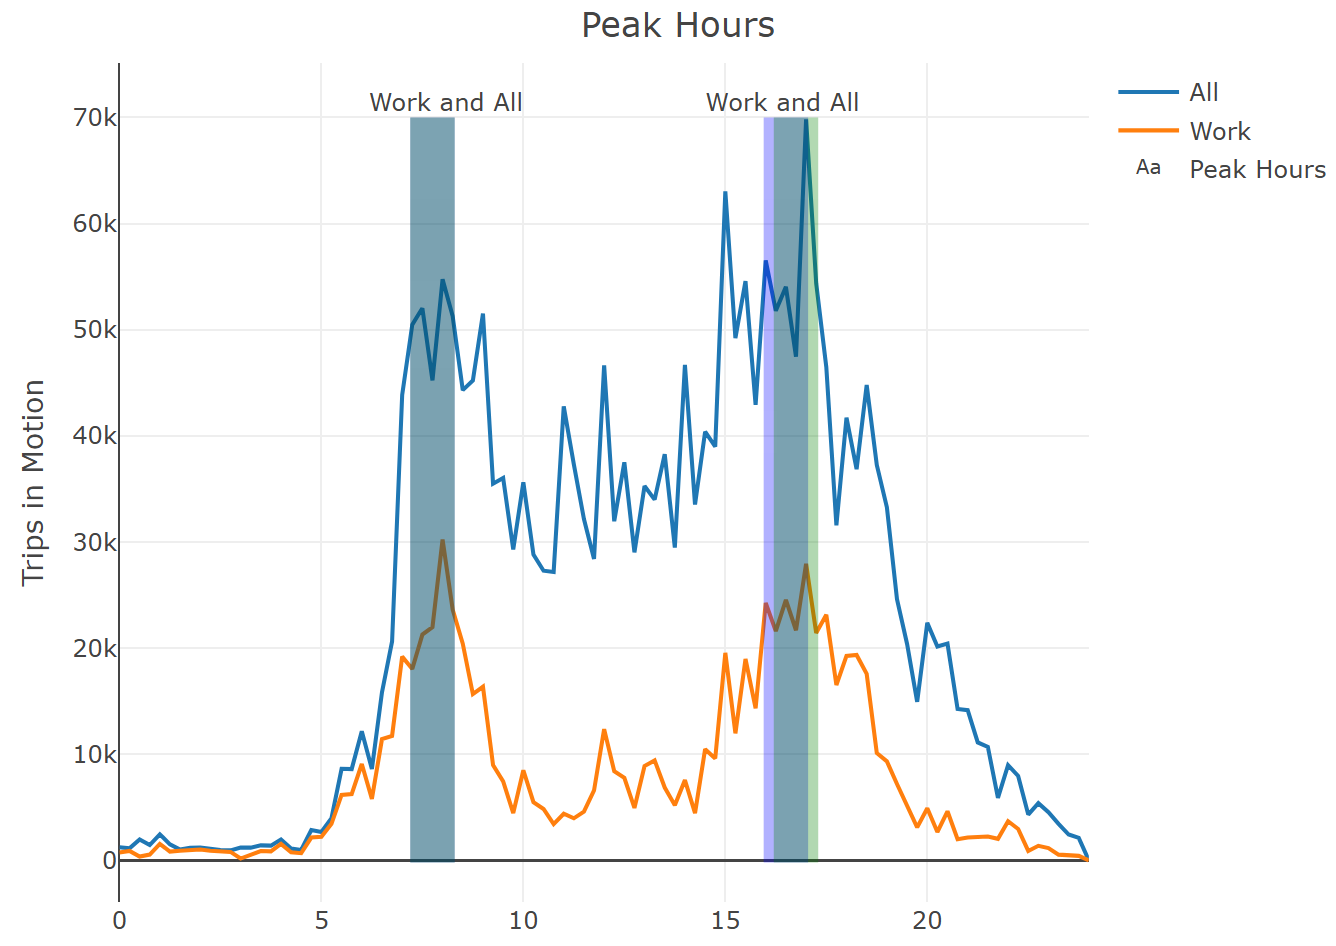 Peak Hours
Work and All
Work and All
All
Work
Aa Peak Hours
Trips in Motion
70k
60k
50k
40k
30k
20k
10k
0
0 5 10 15 20